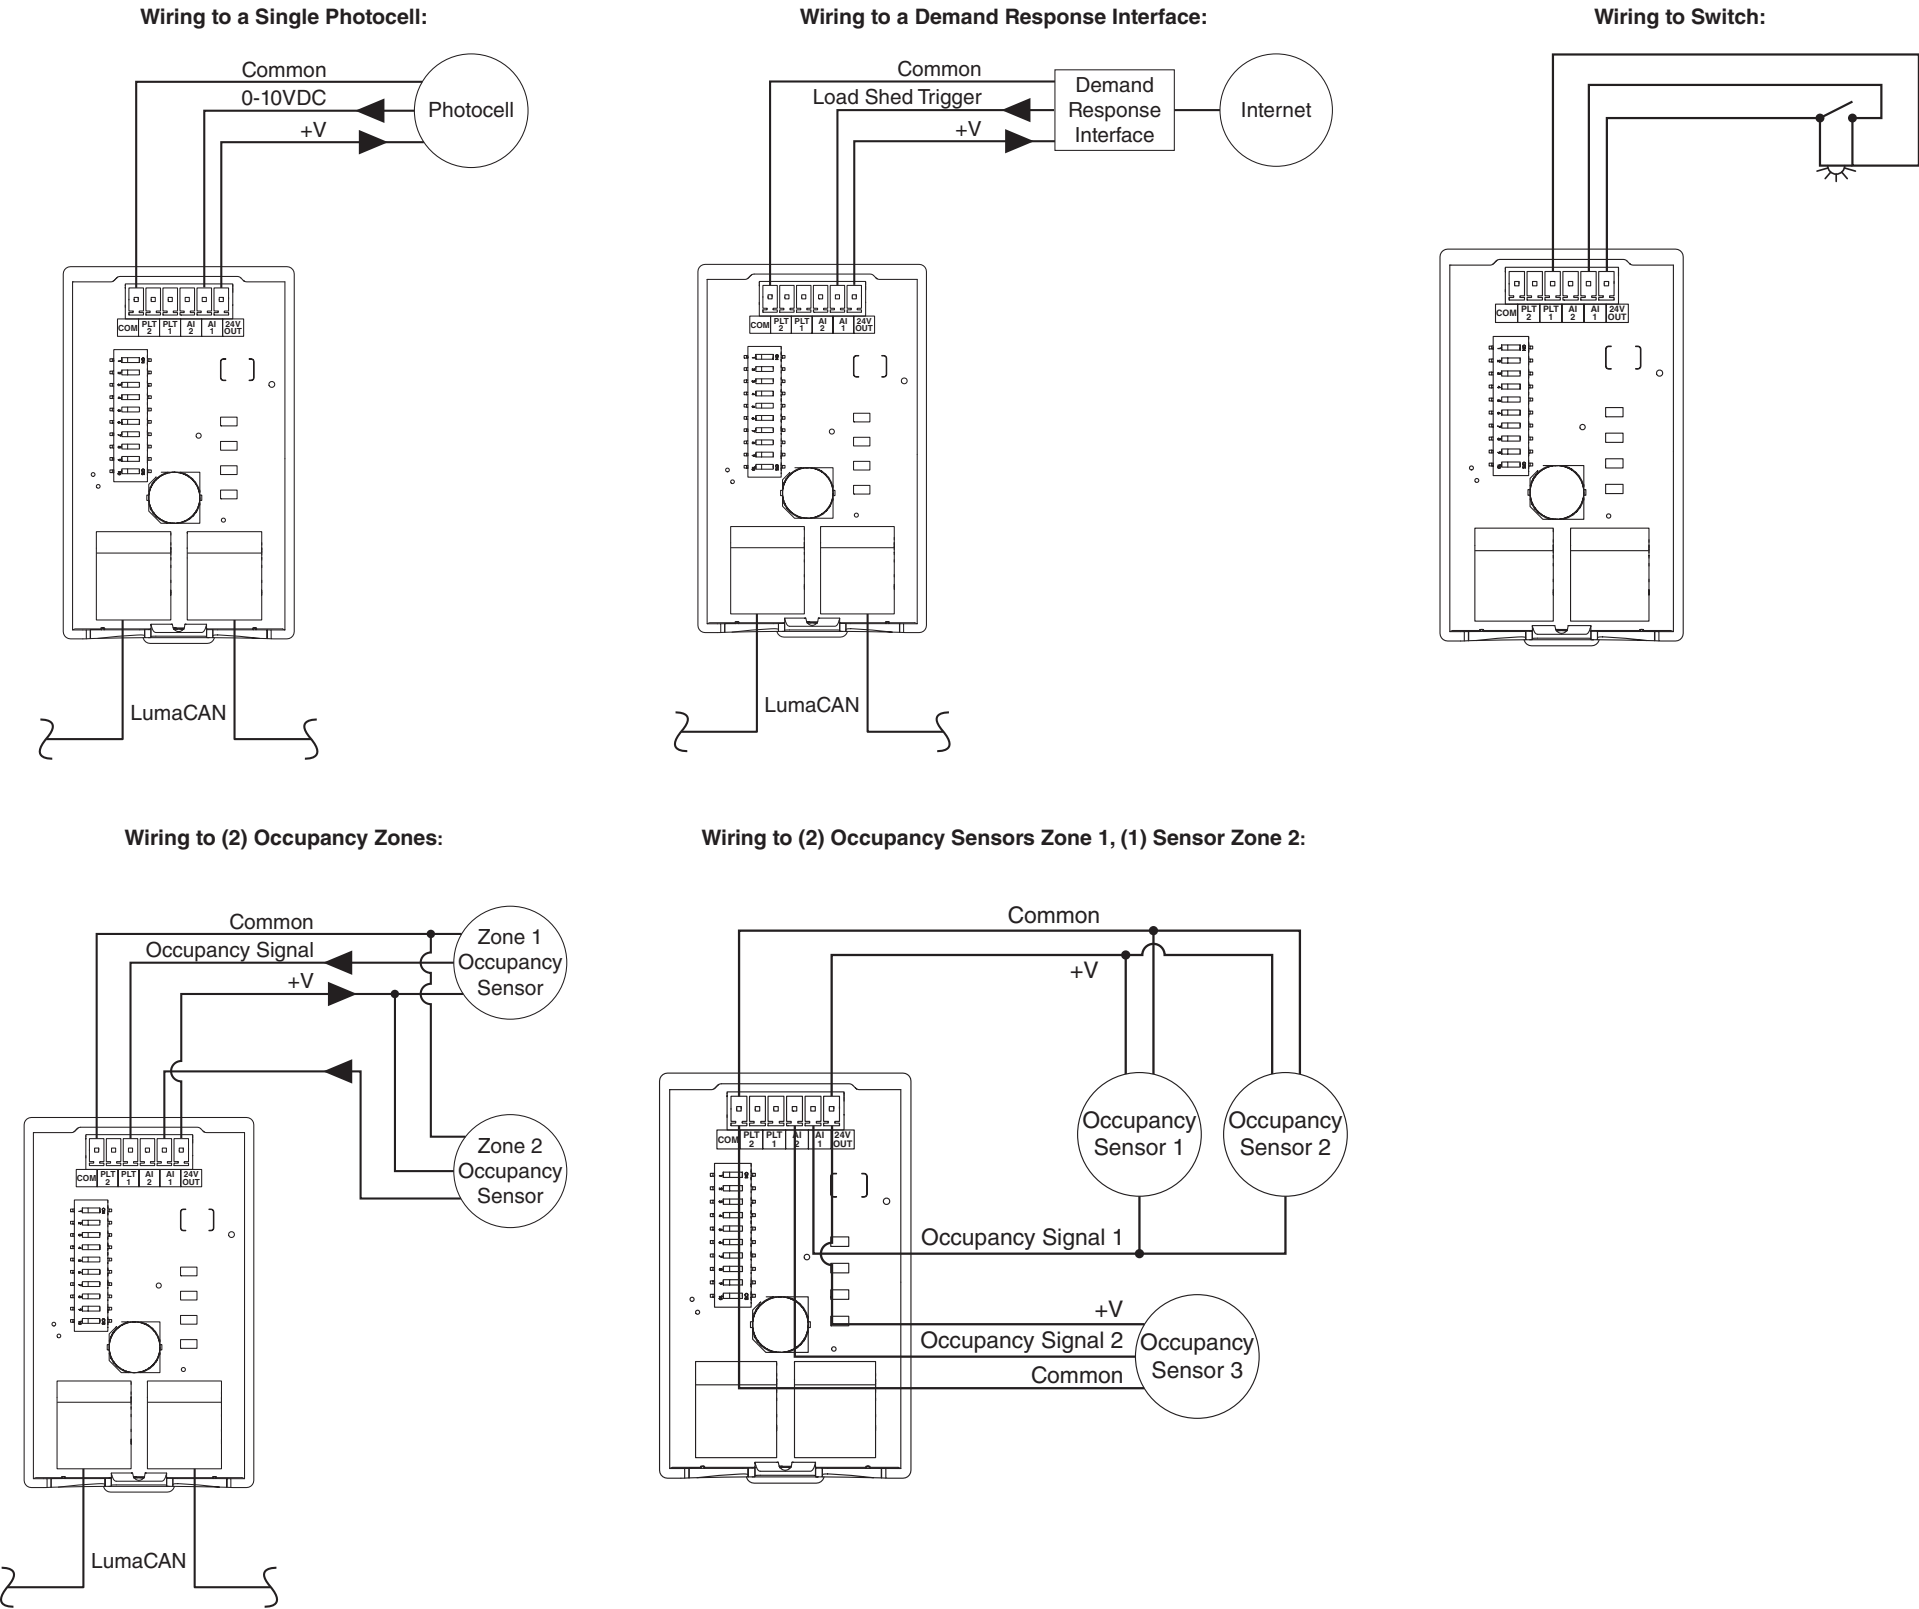 Wiring to a Single Photocell:
Common
0-10VDC
+V
Photocell
COM
PLT 2
PLT 1
AI 2
AI 1
24V OUT
LumaCAN
Wiring to a Demand Response Interface:
Common
Load Shed Trigger
+V
Demand
Response
Interface
Internet
COM
PLT 2
PLT 1
AI 2
AI 1
24V OUT
LumaCAN
Wiring to Switch:
COM
PLT 2
PLT 1
AI 2
AI 1
24V OUT
Wiring to (2) Occupancy Zones:
Common
Occupancy Signal
+V
Zone 1
Occupancy
Sensor
Zone 2
Occupancy
Sensor
COM
PLT 2
PLT 1
AI 2
AI 1
24V OUT
LumaCAN
Wiring to (2) Occupancy Sensors Zone 1, (1) Sensor Zone 2:
Common
+V
COM
PLT 2
PLT 1
AI 2
AI 1
24V OUT
Occupancy
Sensor 1
Occupancy
Sensor 2
Occupancy Signal 1
+V
Occupancy Signal 2
Common
Occupancy
Sensor 3